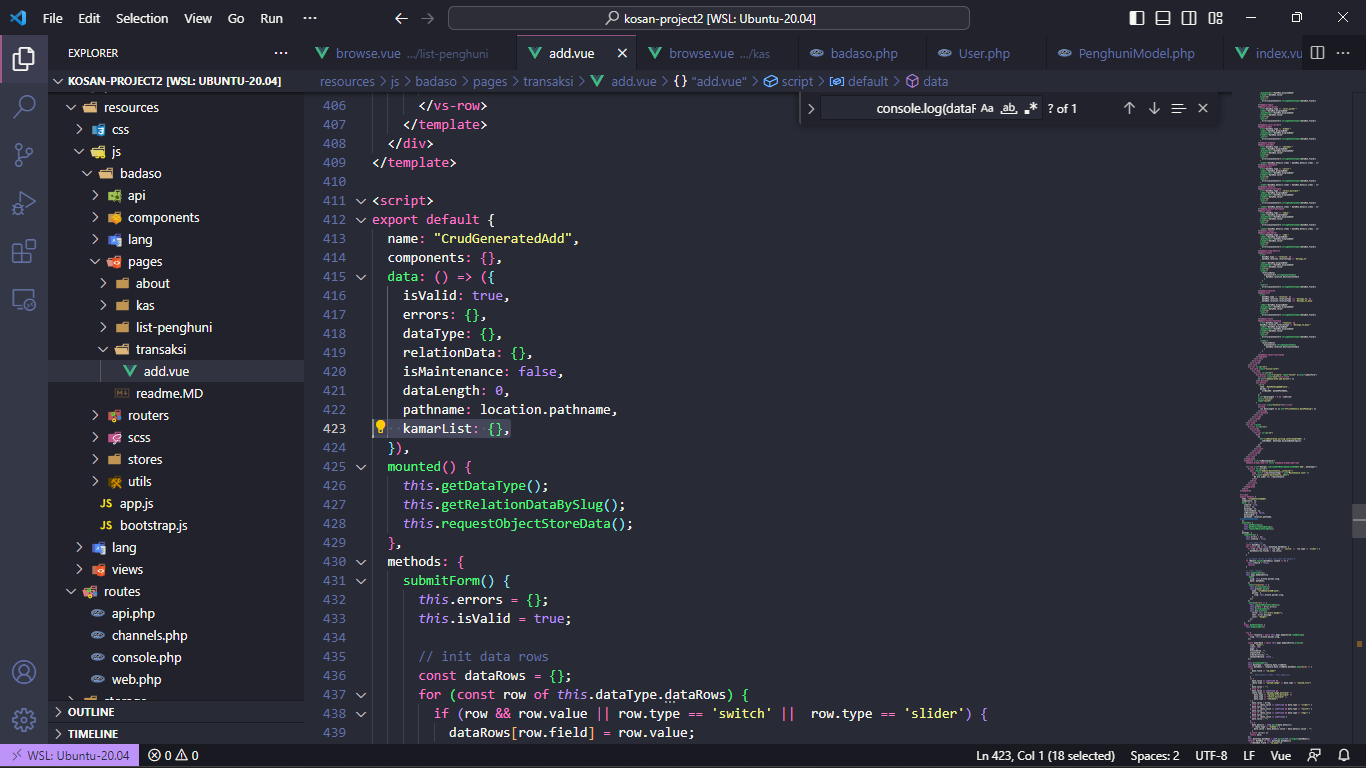 File Edit Selection View Go Run ···
kosan-project2 [WSL: Ubuntu-20.04]
EXPLORER
browse.vue .../list-penghuni
add.vue
browse.vue .../kas
badaso.php
User.php
PenghuniModel.php
index.vu
KOSAN-PROJECT2 [WSL: UBUNTU-20.04]
resources > js > badaso > pages > transaksi > add.vue > {} "add.vue" > script > default > data
console.log(dataR Aa ab .* ? of 1
resources
css
js
badaso
api
components
lang
pages
about
kas
list-penghuni
transaksi
add.vue
readme.MD
routers
scss
stores
utils
JS app.js
JS bootstrap.js
lang
views
routes
api.php
channels.php
console.php
web.php
OUTLINE
TIMELINE
406 </vs-row>
407 </template>
408 </div>
409 </template>
410
411 <script>
412 export default {
413 name: "CrudGeneratedAdd",
414 components: {},
415 data: () => ({
416 isValid: true,
417 errors: {},
418 dataType: {},
419 relationData: {},
420 isMaintenance: false,
421 dataLength: 0,
422 pathname: location.pathname,
423 kamarList: {},
424 }),
425 mounted() {
426 this.getDataType();
427 this.getRelationDataBySlug();
428 this.requestObjectStoreData();
429 },
430 methods: {
431 submitForm() {
432 this.errors = {};
433 this.isValid = true;
434
435 // init data rows
436 const dataRows = {};
437 for (const row of this.dataType.dataRows) {
438 if (row && row.value || row.type == 'switch' || row.type == 'slider') {
439 dataRows[row.field] = row.value;
WSL: Ubuntu-20.04 0 0 Ln 423, Col 1 (18 selected) Spaces: 2 UTF-8 LF Vue